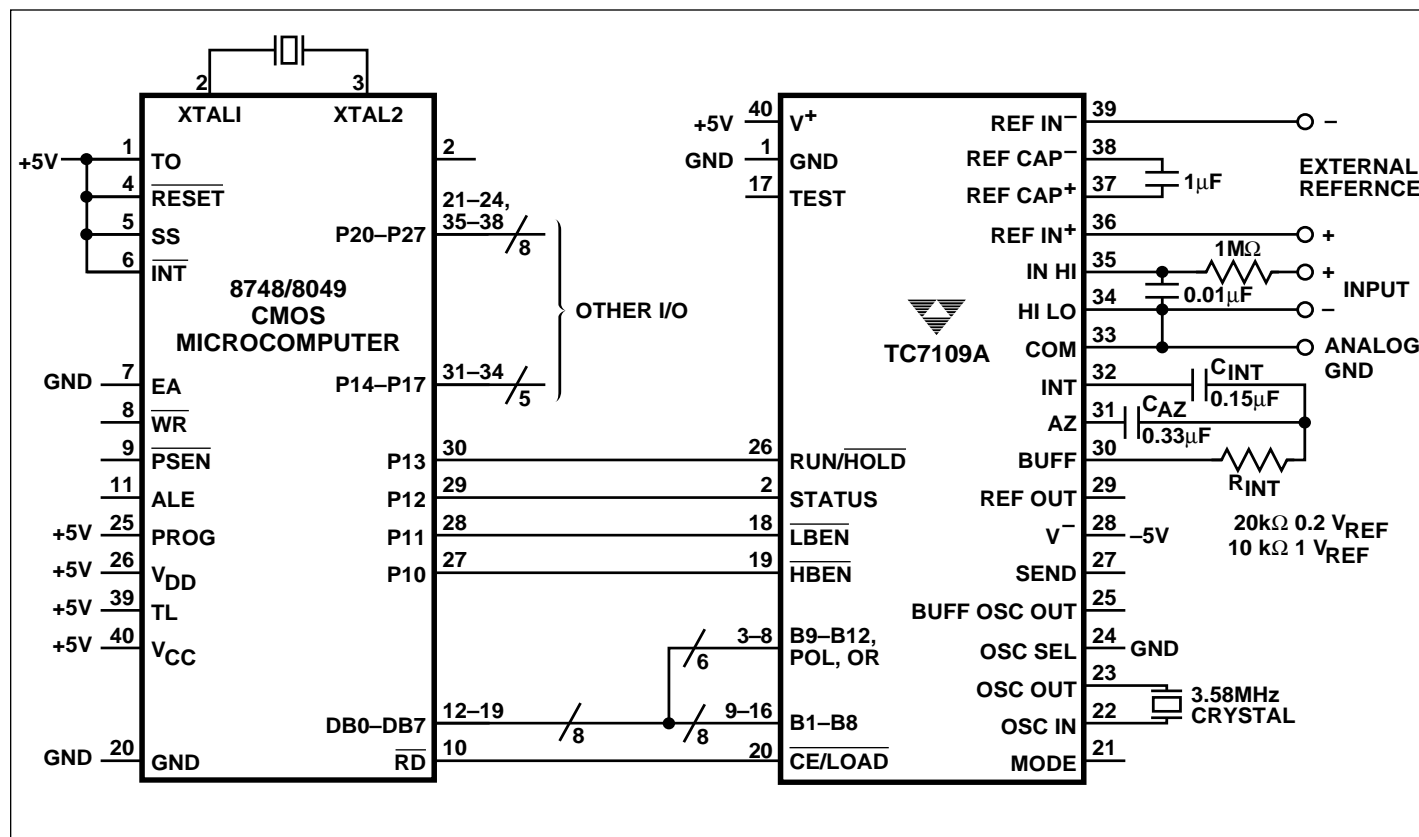 2
3
XTALI
XTAL2
+5V
1
TO
2
4
RESET
21–24,
35–38
5
SS
P20–P27
8
6
INT
8748/8049
CMOS
MICROCOMPUTER
OTHER I/O
GND
7
EA
P14–P17
31–34
5
8
WR
9
PSEN
P13
30
11
ALE
P12
29
+5V
25
PROG
P11
28
+5V
26
VDD
P10
27
+5V
39
TL
+5V
40
VCC
DB0–DB7
12–19
8
6
8
GND
20
GND
RD
10
+5V
40
V+
GND
1
GND
17
TEST
TC7109A
26
RUN/HOLD
2
STATUS
18
LBEN
19
HBEN
3–8
B9–B12,
POL, OR
9–16
B1–B8
20
CE/LOAD
REF IN–
39
–
REF CAP–
38
1µF
EXTERNAL
REFERNCE
REF CAP+
37
REF IN+
36
+
1MΩ
IN HI
35
+
0.01µF
INPUT
HI LO
34
–
COM
33
ANALOG
GND
INT
32
CINT
0.15µF
AZ
31
CAZ
0.33µF
BUFF
30
RINT
REF OUT
29
20kΩ 0.2 VREF
10 kΩ 1 VREF
V–
28
–5V
SEND
27
BUFF OSC OUT
25
OSC SEL
24
GND
OSC OUT
23
3.58MHz
CRYSTAL
OSC IN
22
MODE
21